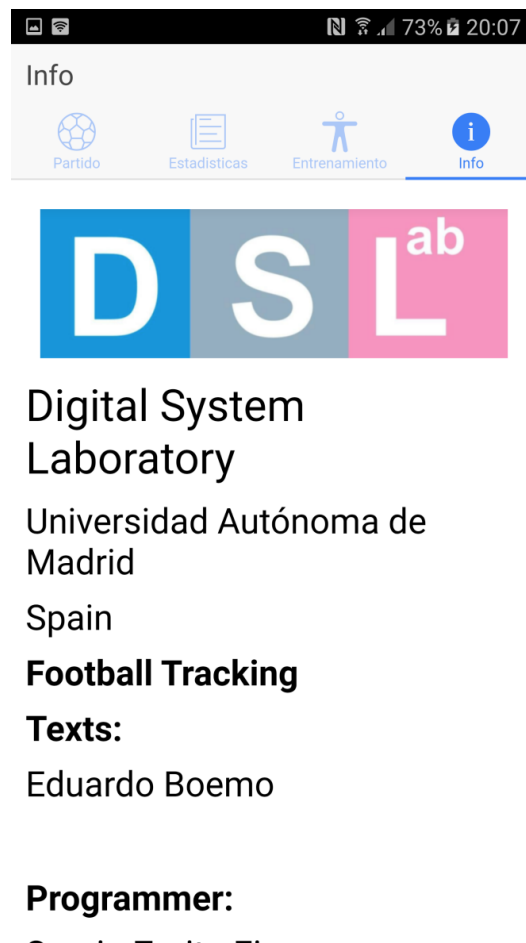 73% 20:07
Info
Partido Estadisticas Entrenamiento Info
D S L ab
Digital System
Laboratory
Universidad Autónoma de
Madrid
Spain
Football Tracking
Texts:
Eduardo Boemo
Programmer: